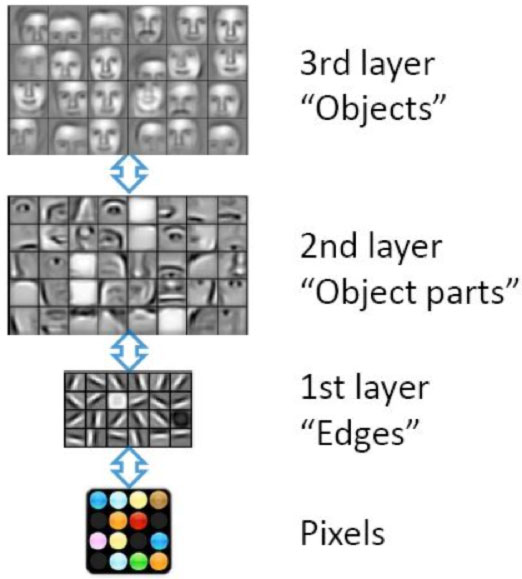 3rd layer
“Objects”
2nd layer
“Object parts”
1st layer
“Edges”
Pixels